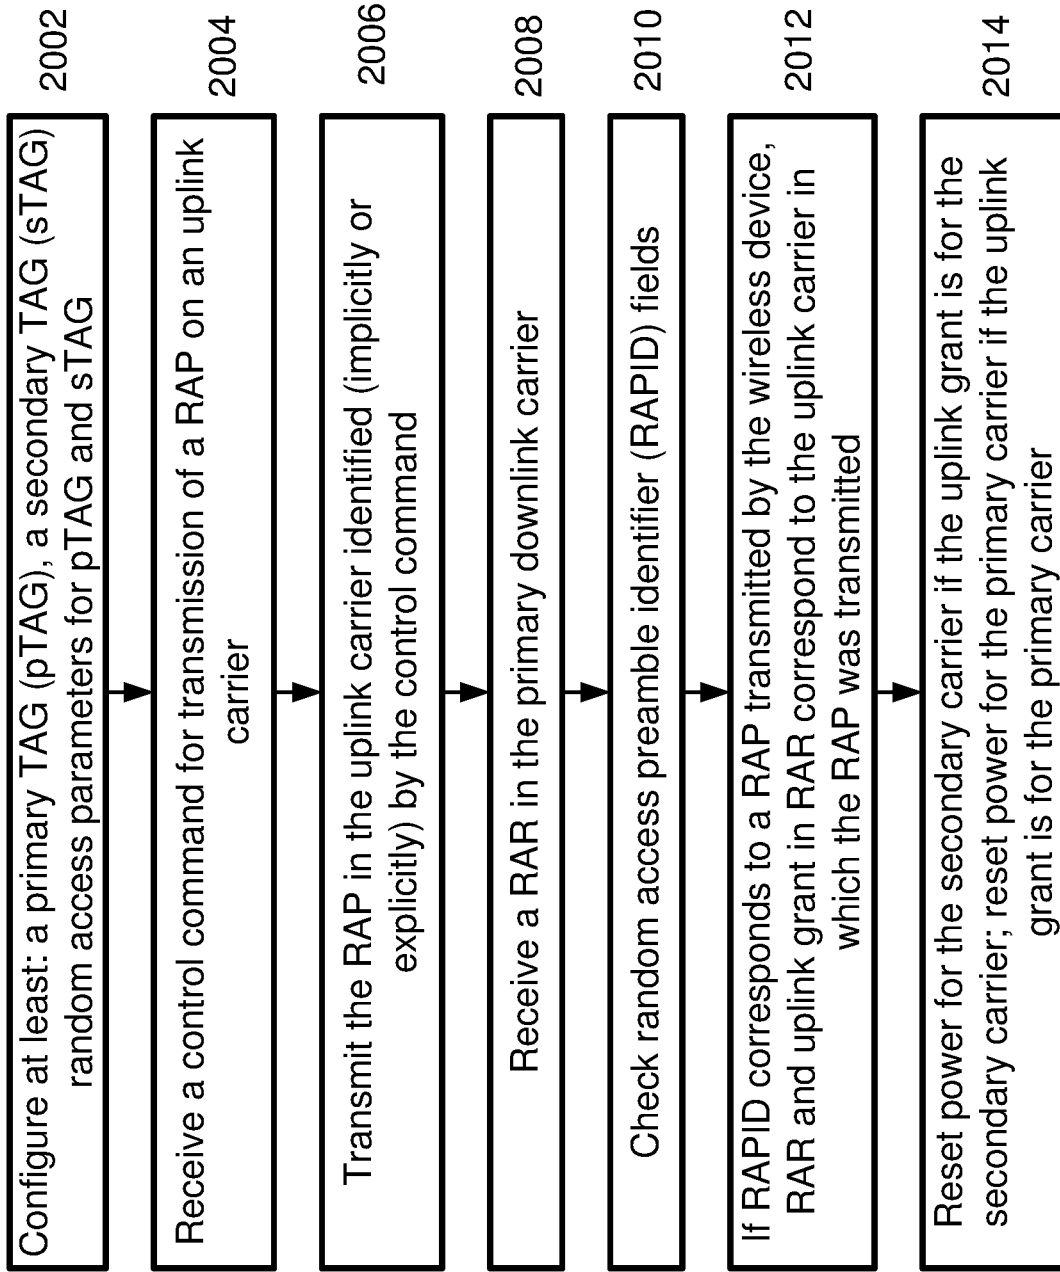 Configure at least: a primary TAG (pTAG), a secondary TAG (sTAG)
random access parameters for pTAG and sTAG
2002
Receive a control command for transmission of a RAP on an uplink
carrier
2004
Transmit the RAP in the uplink carrier identified (implicitly or
explicitly) by the control command
2006
Receive a RAR in the primary downlink carrier
2008
Check random access preamble identifier (RAPID) fields
2010
If RAPID corresponds to a RAP transmitted by the wireless device,
RAR and uplink grant in RAR correspond to the uplink carrier in
which the RAP was transmitted
2012
Reset power for the secondary carrier if the uplink grant is for the
secondary carrier; reset power for the primary carrier if the uplink
grant is for the primary carrier
2014